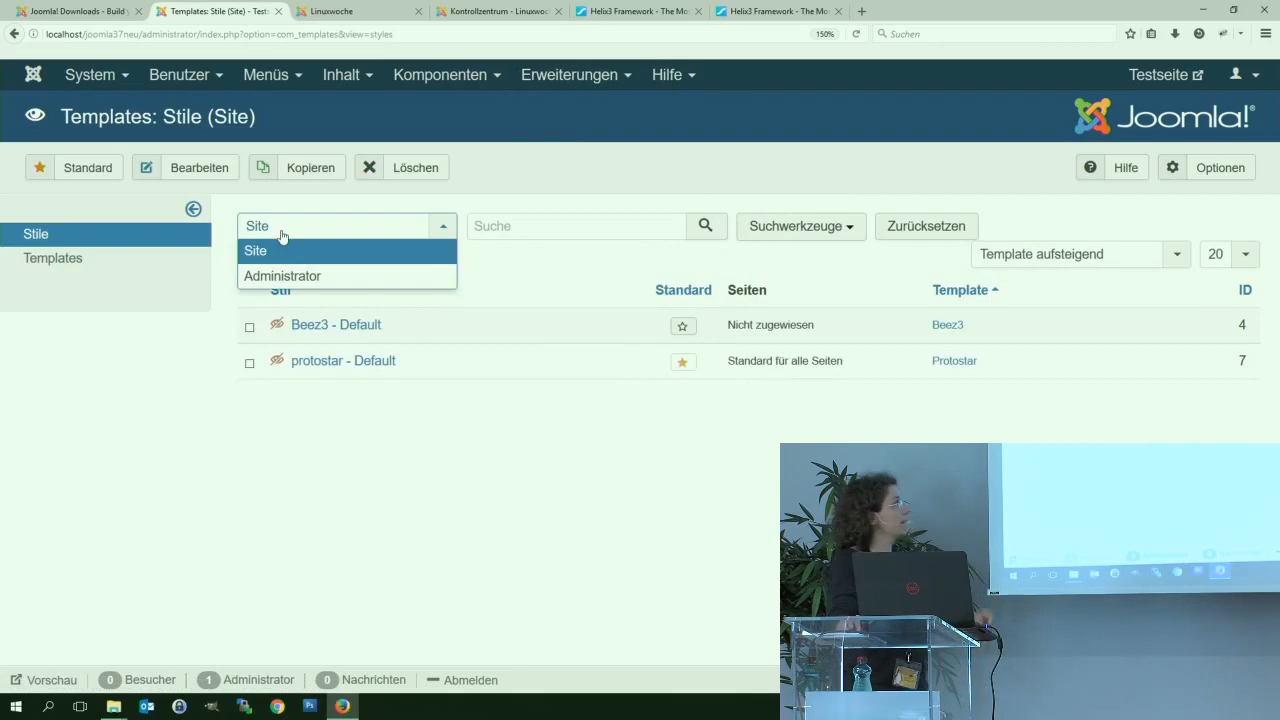 Joomla! Downloads - Build
Templates: Stile (Site) - Test
Linuxwoche
Kontrollzentrum - Linuxwoc
Helix3 Framework - The Mos
Helix3 Framework - The Mos
localhost/joomla37neu/administrator/index.php?option=com_templates&view=styles
150%
Suchen
System
Benutzer
Menüs
Inhalt
Komponenten
Erweiterungen
Hilfe
Testseite
Templates: Stile (Site)
Joomla!®
Standard
Bearbeiten
Kopieren
Löschen
Hilfe
Optionen
Stile
Templates
Site
Suche
Suchwerkzeuge
Zurücksetzen
Site
Administrator
Template aufsteigend
20
Stil
Standard
Seiten
Template
ID
Beez3 - Default
Nicht zugewiesen
Beez3
4
protostar - Default
Standard für alle Seiten
Protostar
7
Vorschau
0 Besucher
1 Administrator
0 Nachrichten
Abmelden